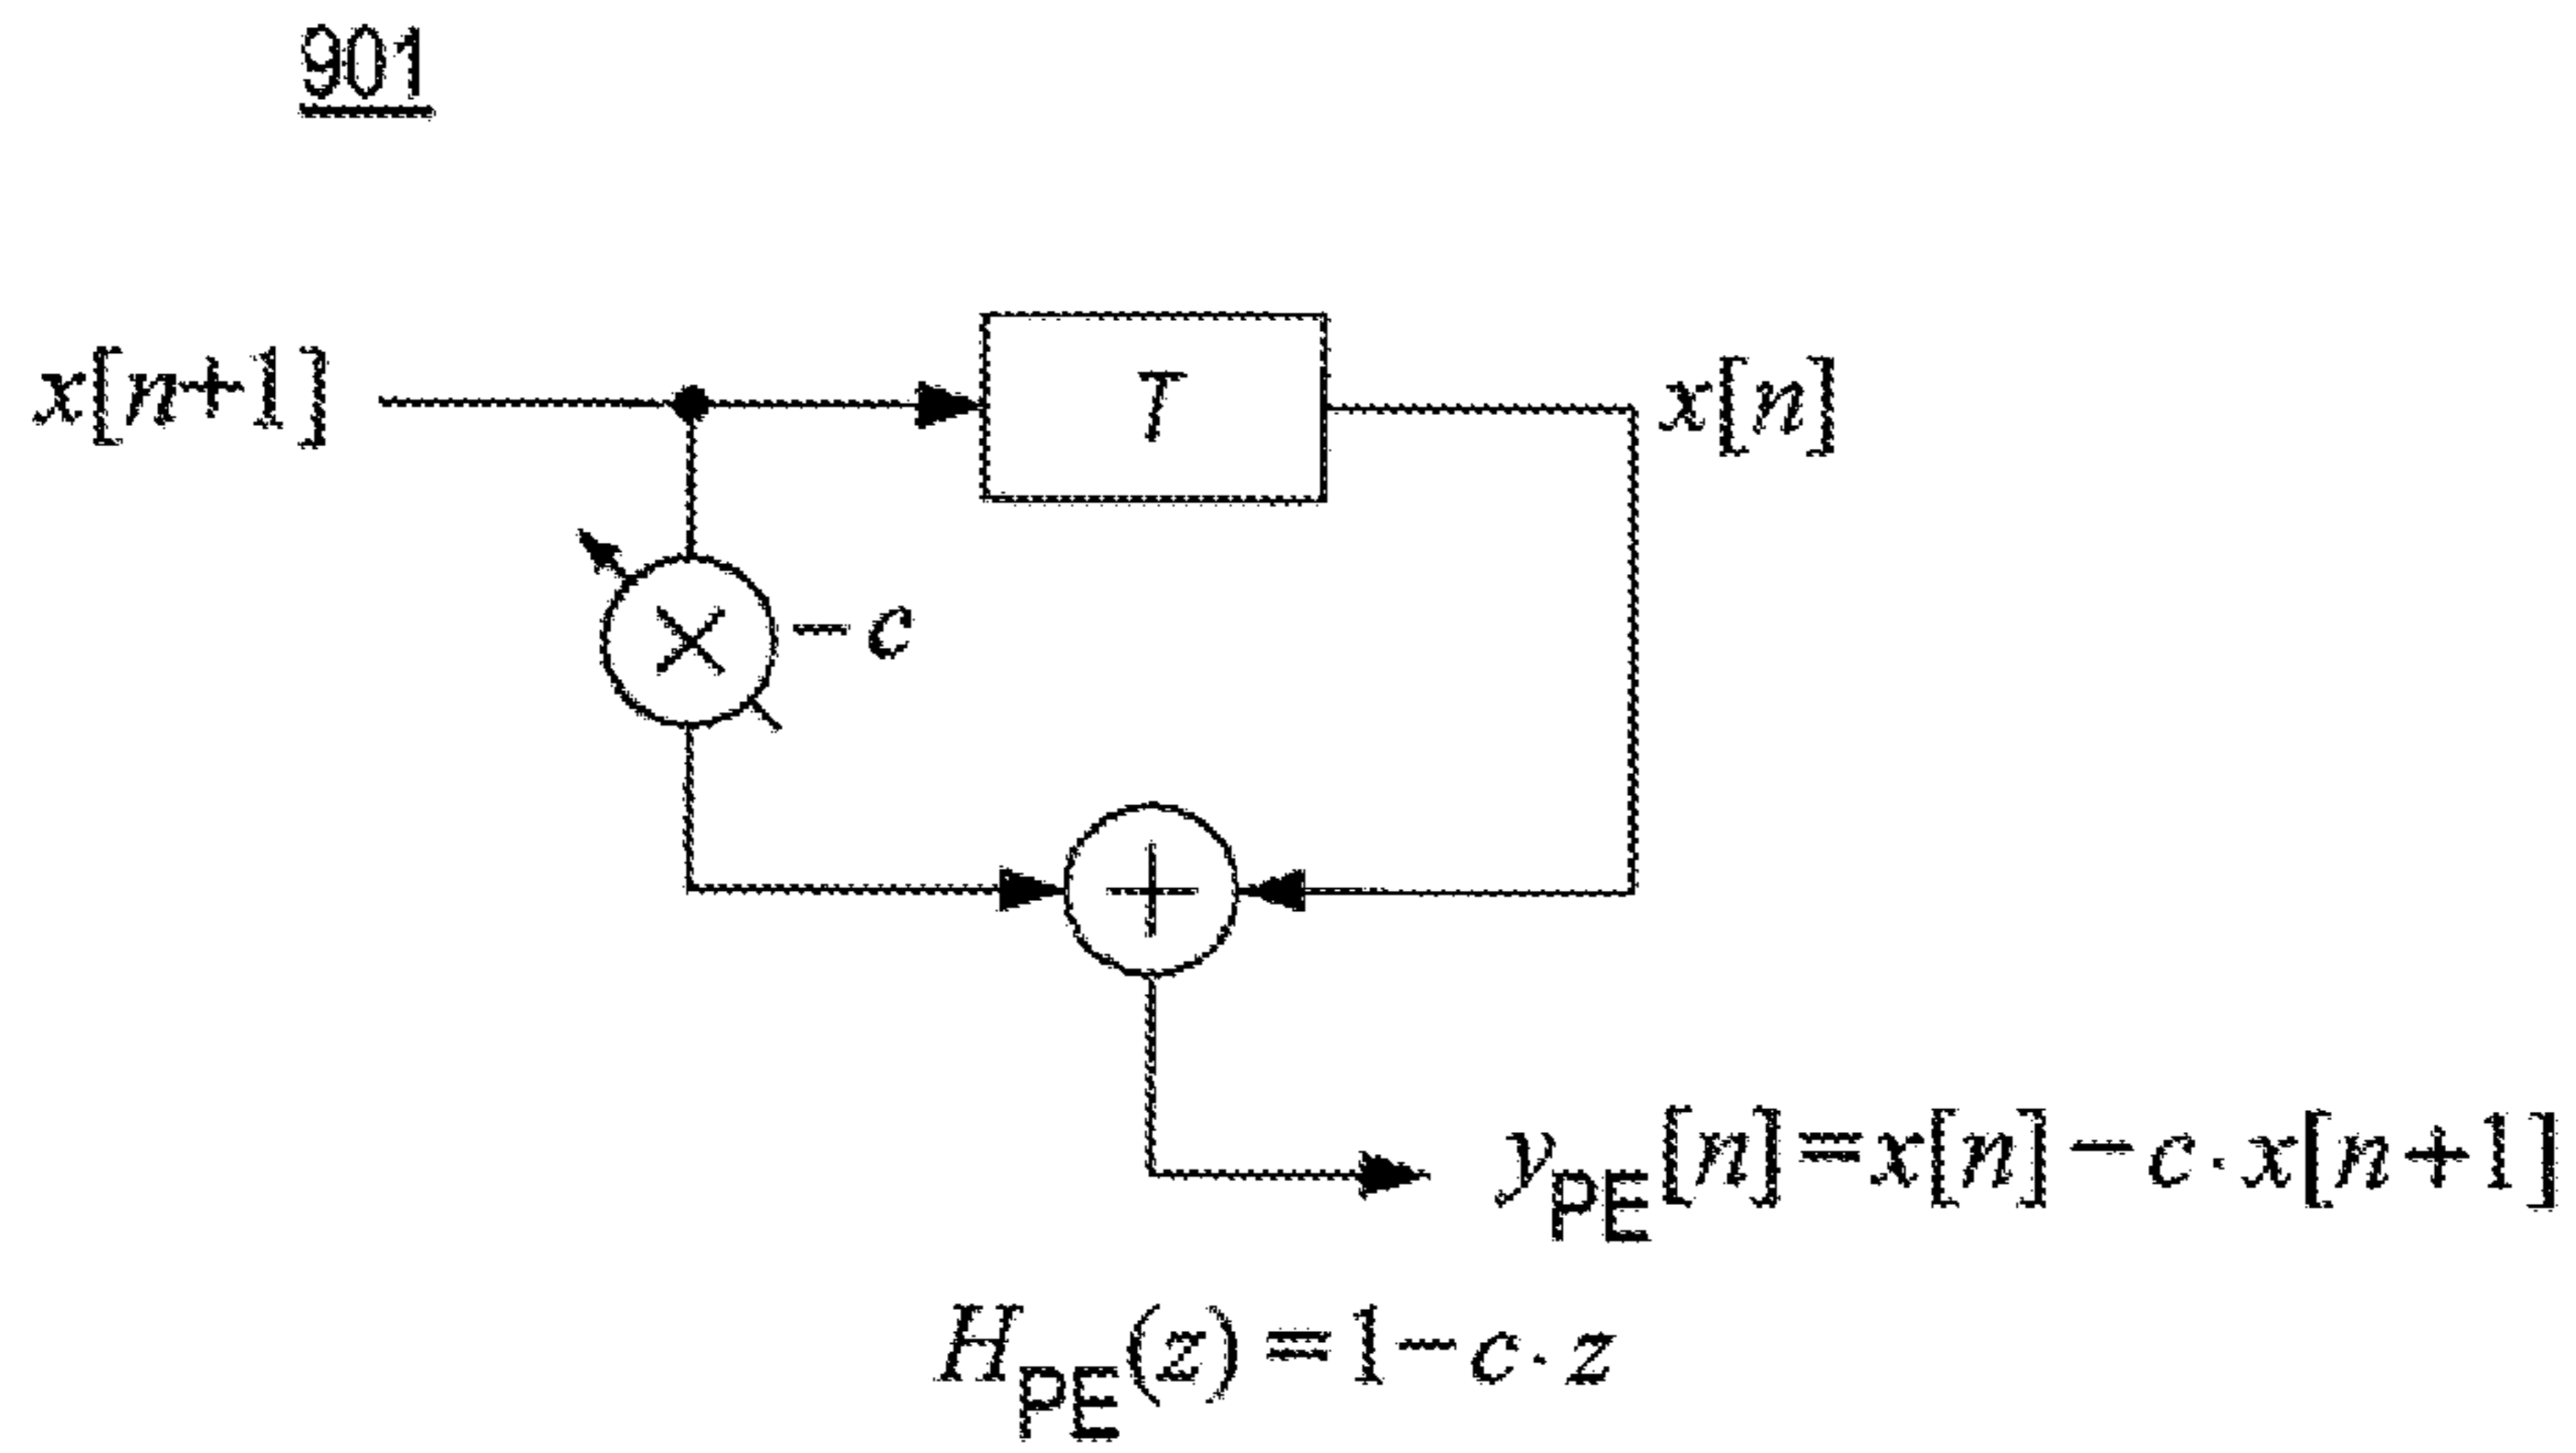 901
x[n+1]
T
x[n]
×
−c
+
y_PE[n]=x[n]−c·x[n+1]
H_PE(z)=1−c·z